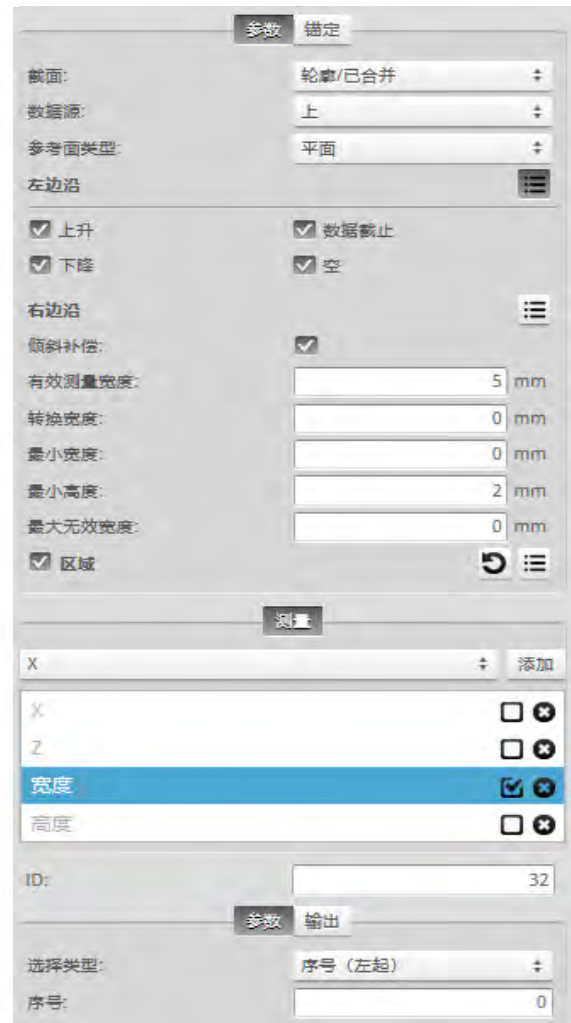 参数 锚定
截面: 轮廓/已合并
数据源: 上
参考面类型: 平面
左边沿
上升 数据截止
下降 空
右边沿
倾斜补偿:
有效测量宽度: 5 mm
转换宽度: 0 mm
最小宽度: 0 mm
最小高度: 2 mm
最大无效宽度: 0 mm
区域
测量
X 添加
X
Z
宽度
高度
ID: 32
参数 输出
选择类型: 序号（左起）
序号: 0